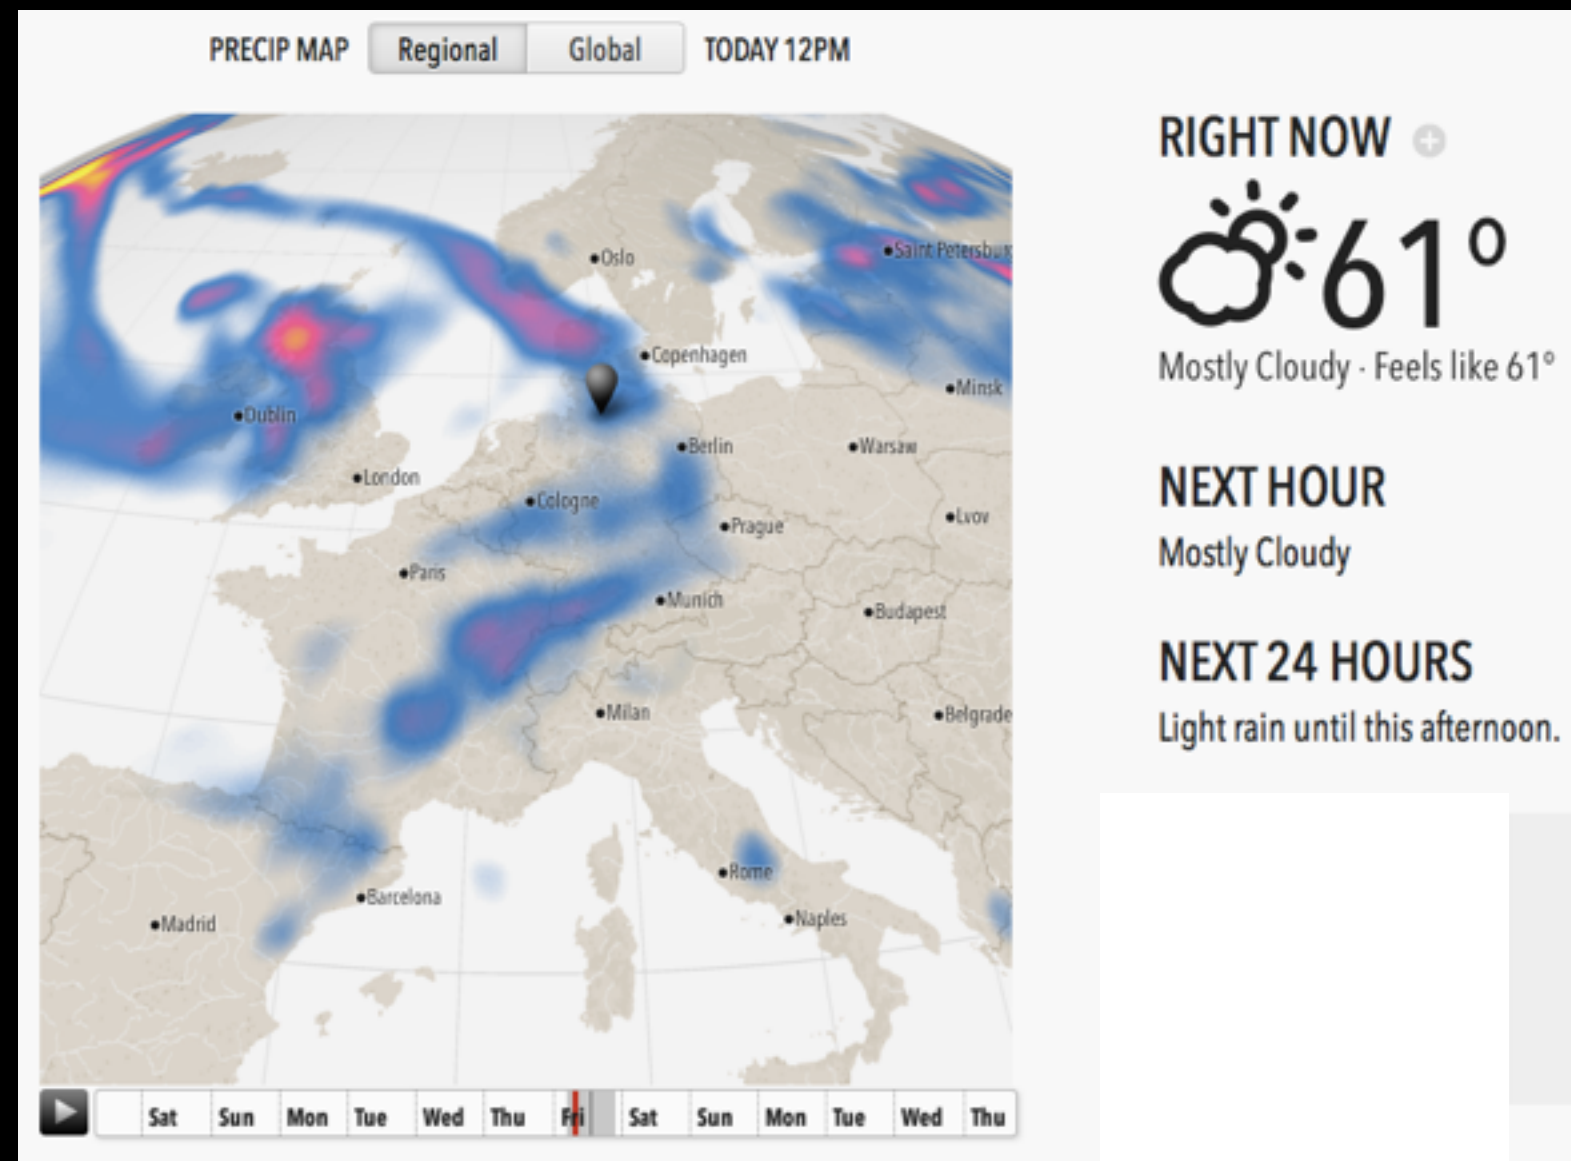 PRECIP MAP Regional Global TODAY 12PM
RIGHT NOW
61°
Mostly Cloudy · Feels like 61°
NEXT HOUR
Mostly Cloudy
NEXT 24 HOURS
Light rain until this afternoon.
Oslo
Saint Petersbur
Copenhagen
Minsk
Dublin
Berlin
Warsaw
London
Cologne
Lvov
Prague
Paris
Munich
Budapest
Milan
Belgrade
Rome
Barcelona
Naples
Madrid
Sat Sun Mon Tue Wed Thu Fri Sat Sun Mon Tue Wed Thu